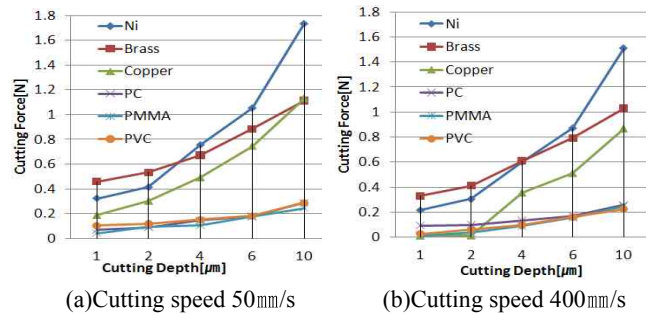 1.8
1.6
1.4
1.2
1
0.8
0.6
0.4
0.2
0
Cutting Force[N]
Ni
Brass
Copper
PC
PMMA
PVC
1 2 4 6 10
Cutting Depth[㎛]
(a)Cutting speed 50㎜/s
1.8
1.6
1.4
1.2
1
0.8
0.6
0.4
0.2
0
Cutting Force[N]
Ni
Brass
Copper
PC
PMMA
PVC
1 2 4 6 10
Cutting Depth[㎛]
(b)Cutting speed 400㎜/s